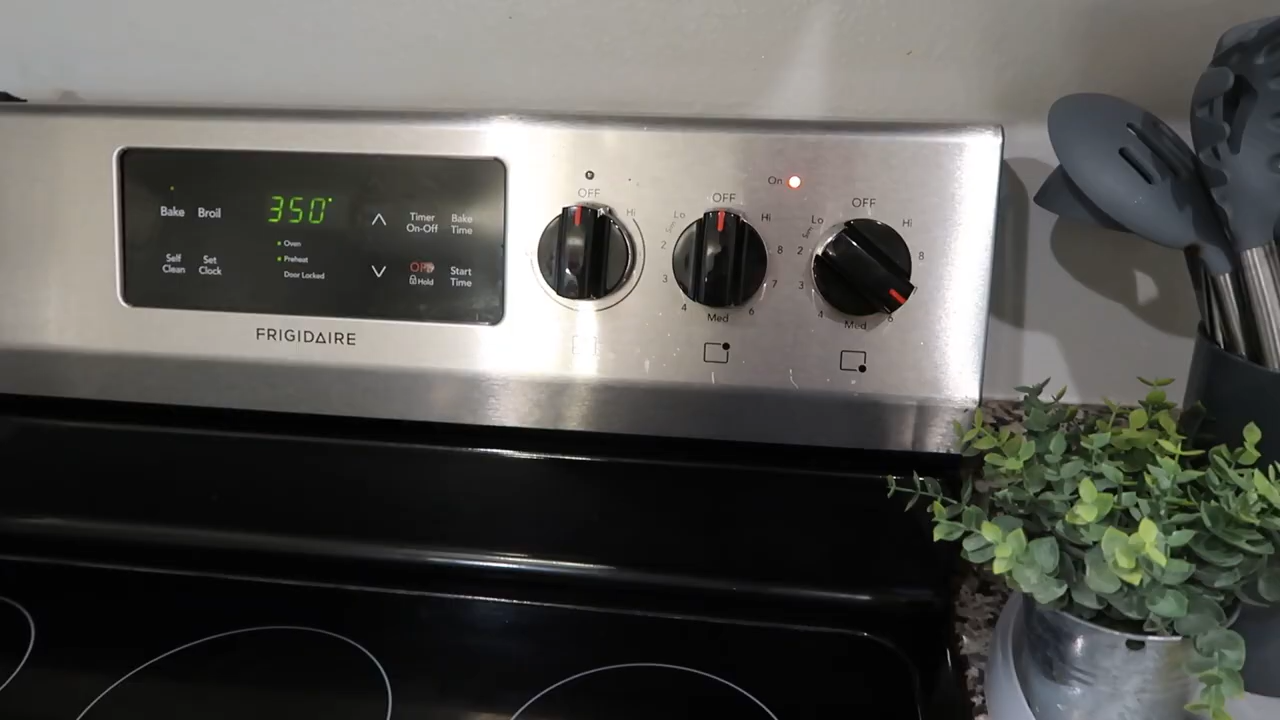 Bake Broil
350°
Timer On-Off
Bake Time
Oven
Preheat
Door Locked
Self Clean
Set Clock
OFF
Hold
Start Time
FRIGIDAIRE
OFF
Hi
OFF
Lo
Hi
2
8
3
7
4
Med
6
On
OFF
Lo
Hi
2
8
3
4
Med
6